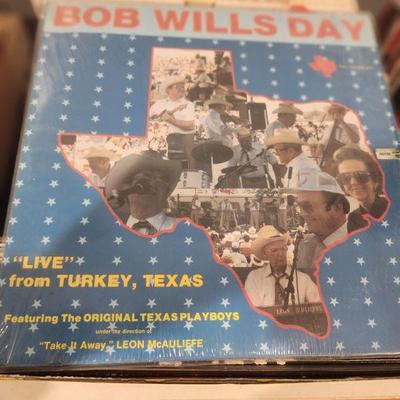 BOB WILLS DAY
"LIVE"
from TURKEY, TEXAS
Featuring The ORIGINAL TEXAS PLAYBOYS
under the direction of
"Take It Away," LEON McAULIFFE